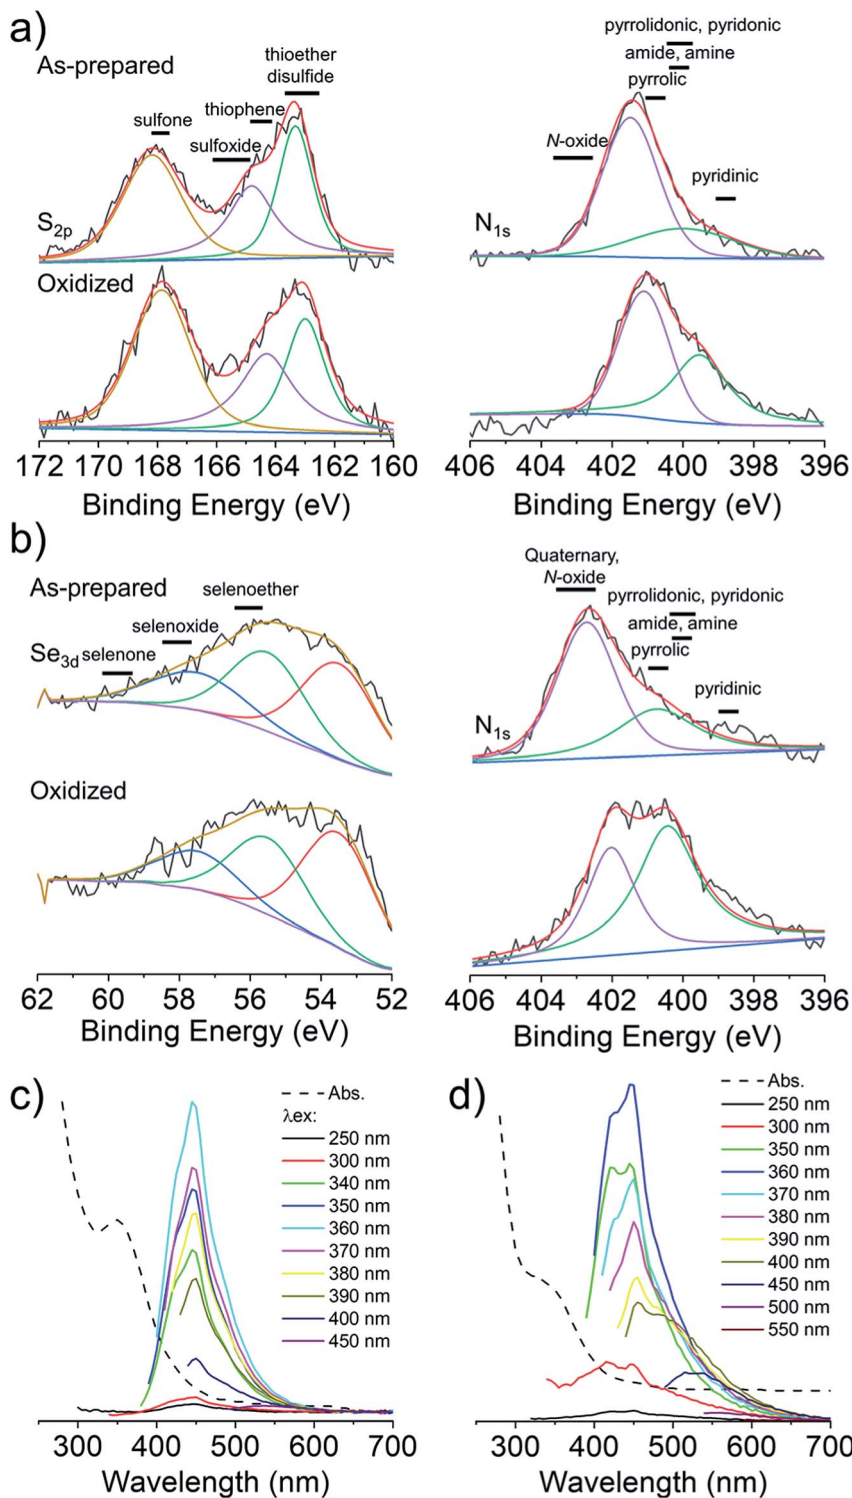 a)
As-prepared
sulfone
sulfoxide
thiophene
thioether
disulfide
S2p
Oxidized
172 170 168 166 164 162 160
Binding Energy (eV)
pyrrolidonic, pyridonic
amide, amine
pyrrolic
N-oxide
pyridinic
N1s
406 404 402 400 398 396
Binding Energy (eV)
b)
As-prepared
selenoether
selenoxide
Se3d selenone
Oxidized
62 60 58 56 54 52
Binding Energy (eV)
Quaternary,
N-oxide
pyrrolidonic, pyridonic
amide, amine
pyrrolic
pyridinic
N1s
406 404 402 400 398 396
Binding Energy (eV)
c)
Abs.
λex:
250 nm
300 nm
340 nm
350 nm
360 nm
370 nm
380 nm
390 nm
400 nm
450 nm
300 400 500 600 700
Wavelength (nm)
d)
Abs.
250 nm
300 nm
350 nm
360 nm
370 nm
380 nm
390 nm
400 nm
450 nm
500 nm
550 nm
300 400 500 600 700
Wavelength (nm)